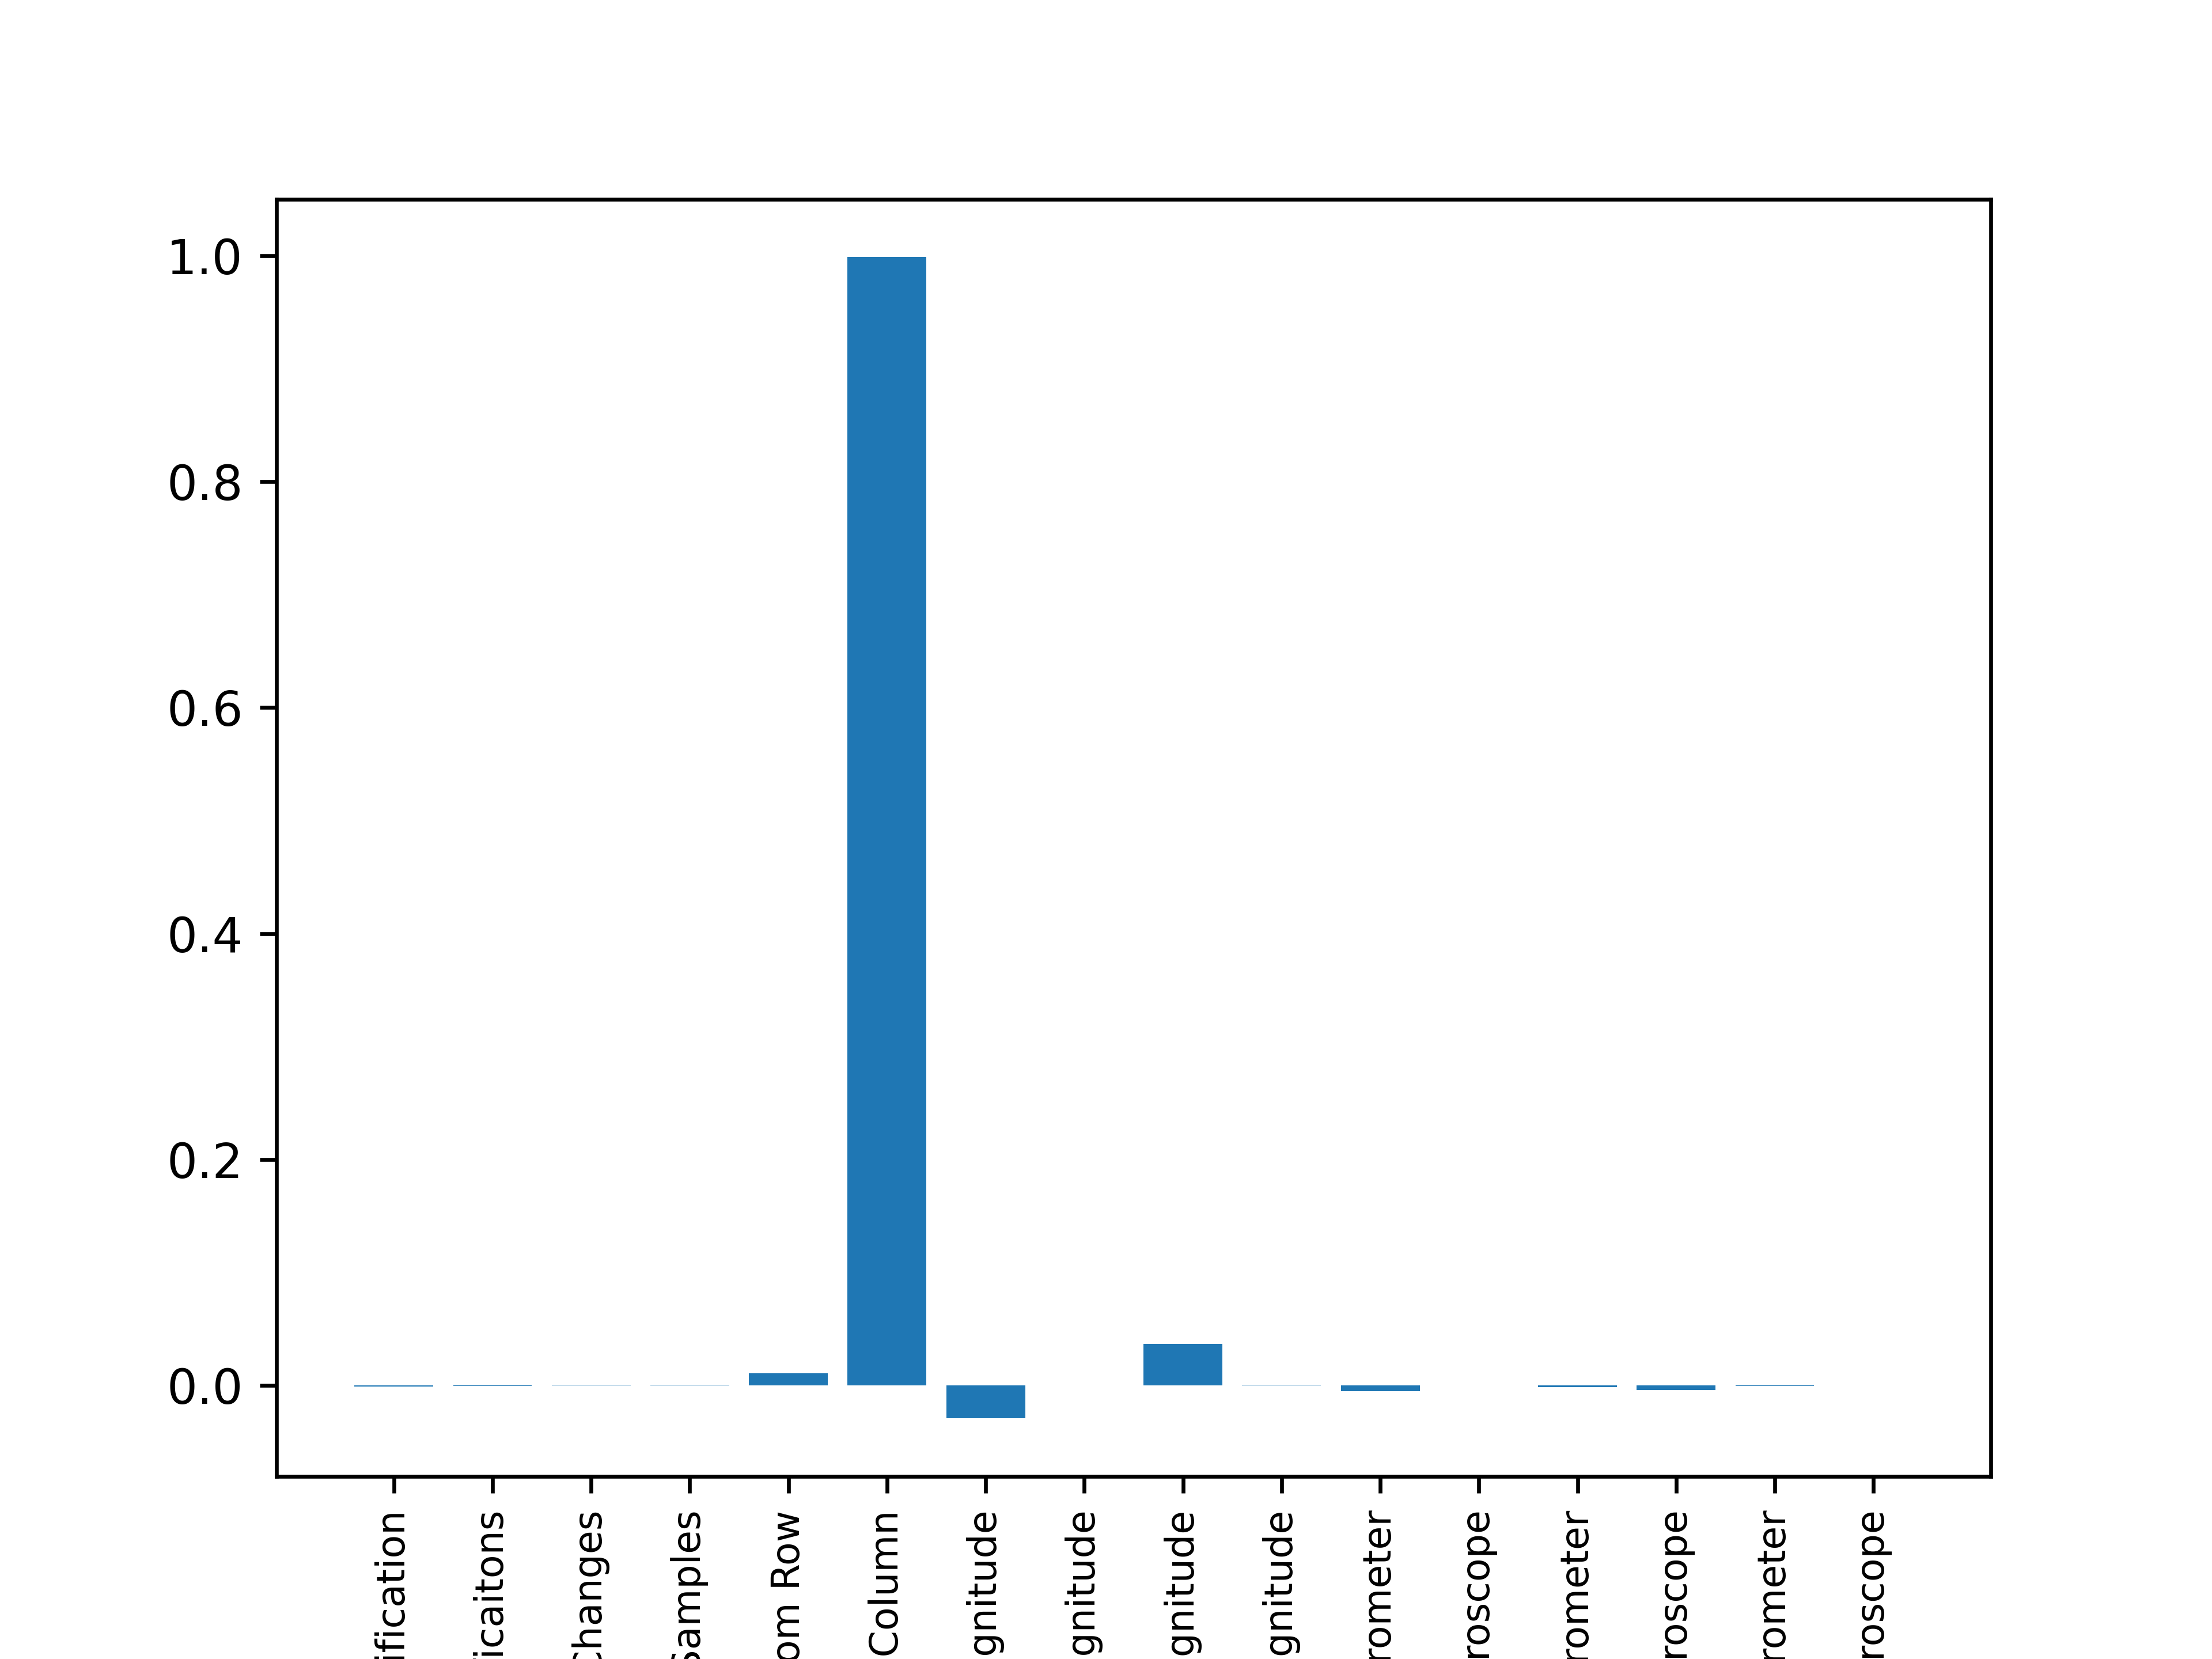 1.0
0.8
0.6
0.4
0.2
0.0
ification
icaitons
Changes
Samples
om Row
Column
gnitude
gnitude
gnitude
gnitude
rometer
roscope
rometer
roscope
rometer
roscope